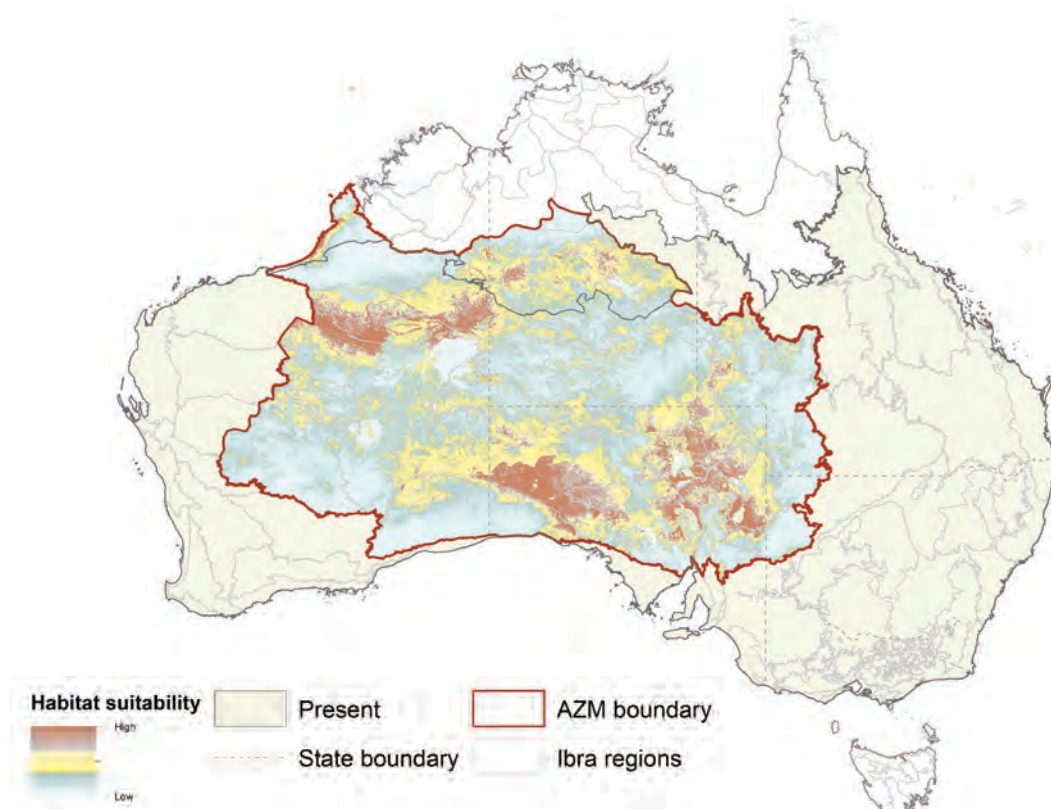 Habitat suitability
High
Low
Present
AZM boundary
State boundary
Ibra regions